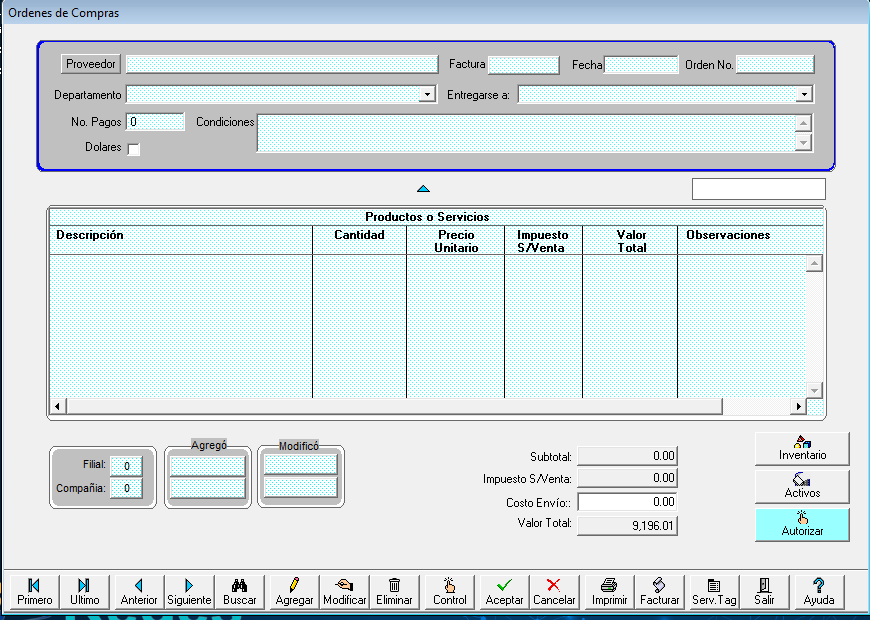 Ordenes de Compras
Proveedor Factura Fecha Orden No.
Departamento Entregarse a:
No. Pagos 0 Condiciones
Dolares
Productos o Servicios
Descripción Cantidad Precio Unitario Impuesto S/Venta Valor Total Observaciones
Agregó Modificó
Filial: 0
Compañia: 0
Subtotal: 0.00
Impuesto S/Venta: 0.00
Costo Envío:: 0.00
Valor Total: 9,196.01
Inventario
Activos
Autorizar
Primero Ultimo Anterior Siguiente Buscar Agregar Modificar Eliminar Control Aceptar Cancelar Imprimir Facturar Serv.Tag Salir Ayuda